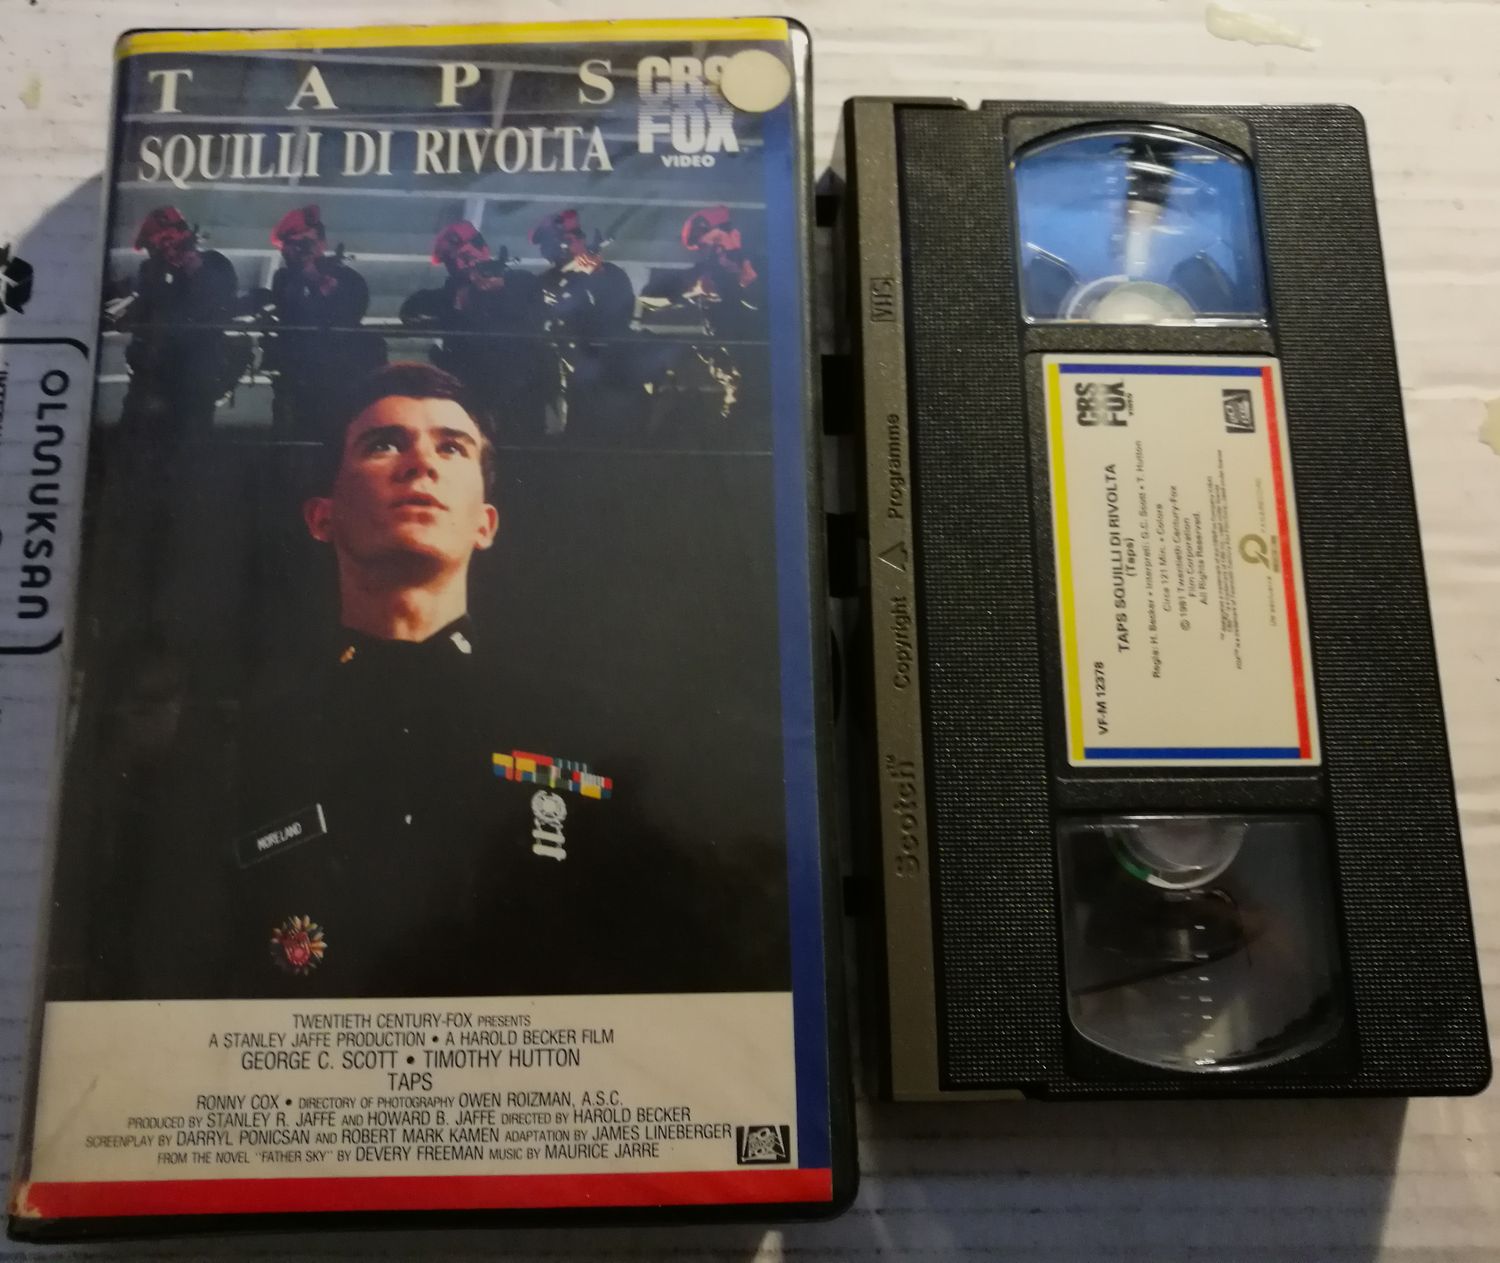 T A P S
SQUILLI DI RIVOLTA
CBS
FOX
VIDEO
MORELAND
TWENTIETH CENTURY-FOX PRESENTS
A STANLEY JAFFE PRODUCTION • A HAROLD BECKER FILM
GEORGE C. SCOTT • TIMOTHY HUTTON
TAPS
RONNY COX • DIRECTORY OF PHOTOGRAPHY OWEN ROIZMAN, A.S.C.
PRODUCED BY STANLEY R. JAFFE AND HOWARD B. JAFFE DIRECTED BY HAROLD BECKER
SCREENPLAY BY DARRYL PONICSAN AND ROBERT MARK KAMEN ADAPTATION BY JAMES LINEBERGER
FROM THE NOVEL "FATHER SKY" BY DEVERY FREEMAN MUSIC BY MAURICE JARRE
OLMUKSAN
VHS
Scotch™ Copyright △ Programme
CBS
FOX
VIDEO
VF-M 12378
TAPS SQUILLI DI RIVOLTA
(Taps)
Regia: H. Becker • Interpreti: G.C. Scott • T. Hutton
Circa 121 Min. • Colore
© 1981 Twentieth Century-Fox
Film Corporation.
All Rights Reserved.